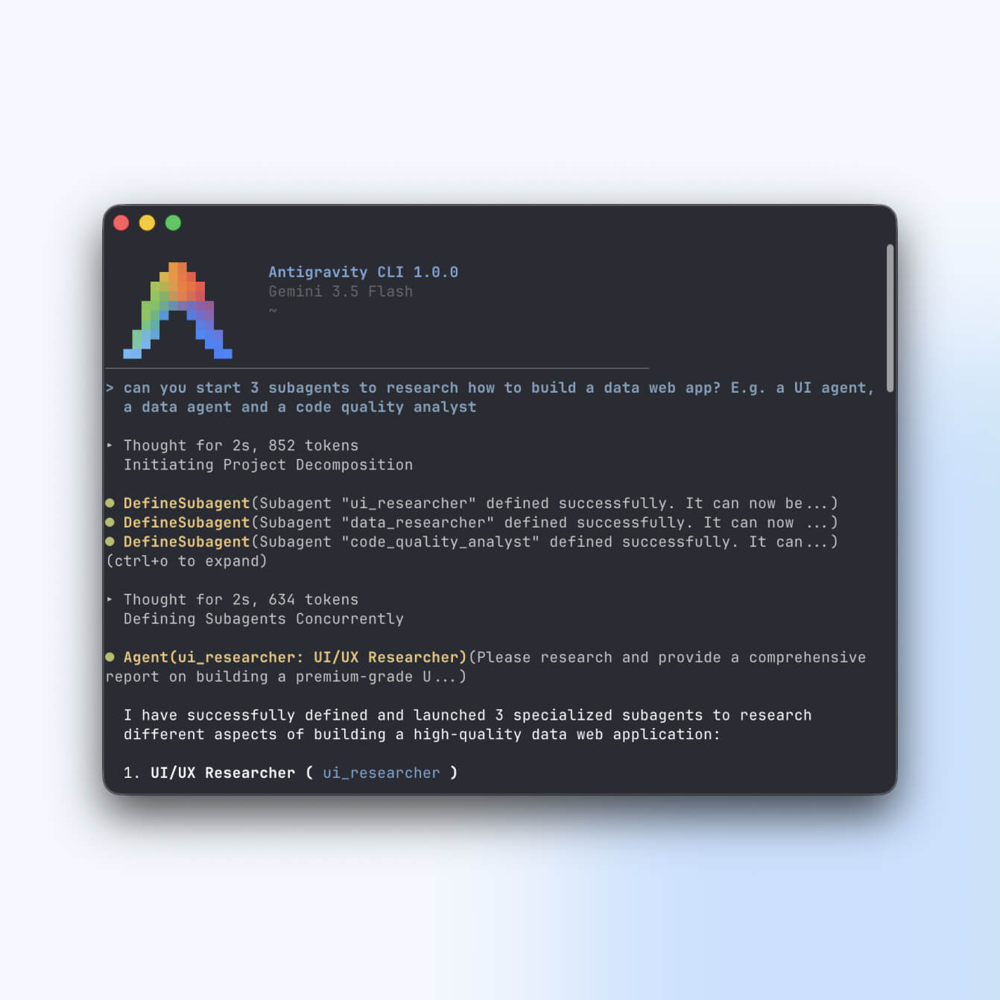 Antigravity CLI 1.0.0
Gemini 3.5 Flash
~
> can you start 3 subagents to research how to build a data web app? E.g. a UI agent,
a data agent and a code quality analyst
▸ Thought for 2s, 852 tokens
Initiating Project Decomposition
● DefineSubagent(Subagent "ui_researcher" defined successfully. It can now be...)
● DefineSubagent(Subagent "data_researcher" defined successfully. It can now ...)
● DefineSubagent(Subagent "code_quality_analyst" defined successfully. It can...)
(ctrl+o to expand)
▸ Thought for 2s, 634 tokens
Defining Subagents Concurrently
● Agent(ui_researcher: UI/UX Researcher)(Please research and provide a comprehensive
report on building a premium-grade U...)
I have successfully defined and launched 3 specialized subagents to research
different aspects of building a high-quality data web application:
1. UI/UX Researcher ( ui_researcher )